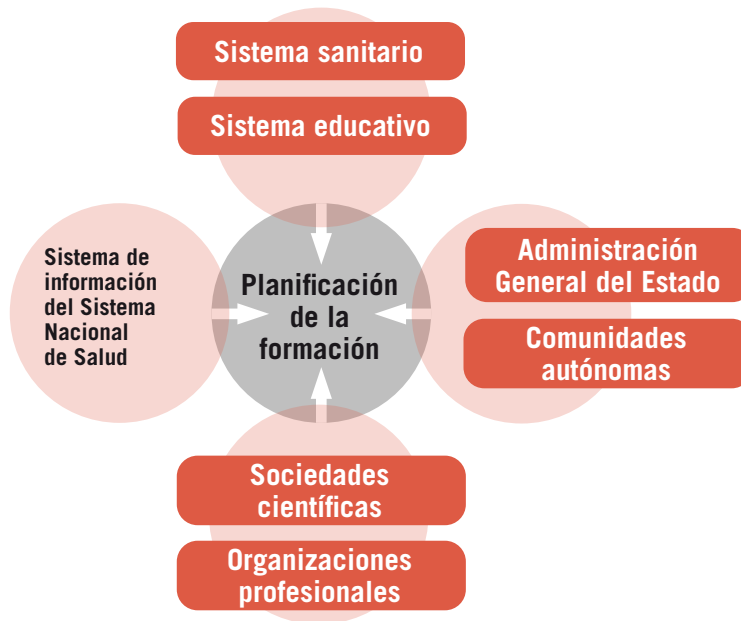 Sistema sanitario
Sistema educativo
Sistema de
información
del Sistema
Nacional
de Salud
Planificación
de la
formación
Administración
General del Estado
Comunidades
autónomas
Sociedades
científicas
Organizaciones
profesionales